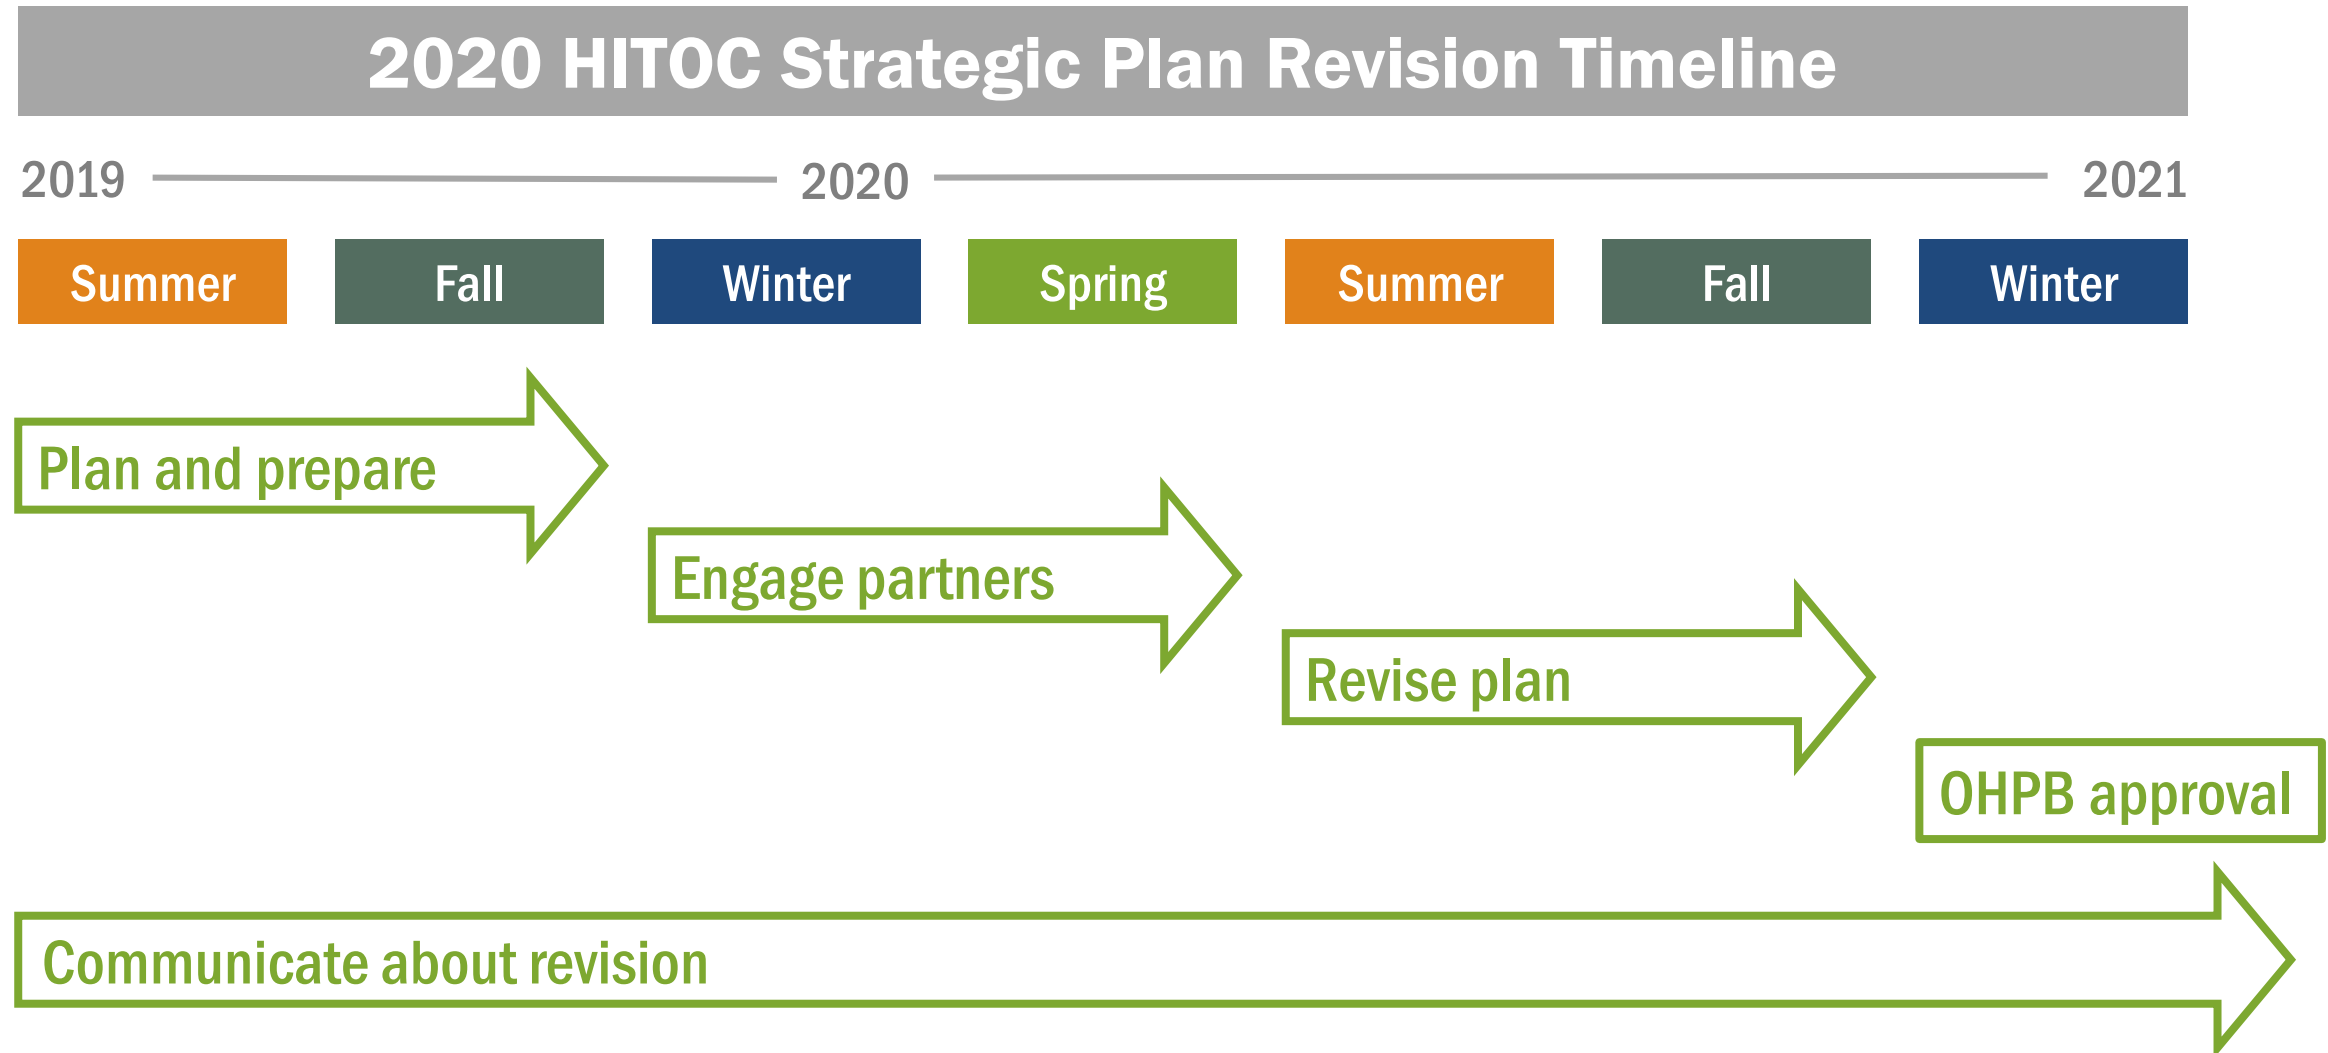 2020 HITOC Strategic Plan Revision Timeline
2019 2020 2021
Summer Fall Winter Spring Summer Fall Winter
Plan and prepare
Engage partners
Revise plan
OHPB approval
Communicate about revision